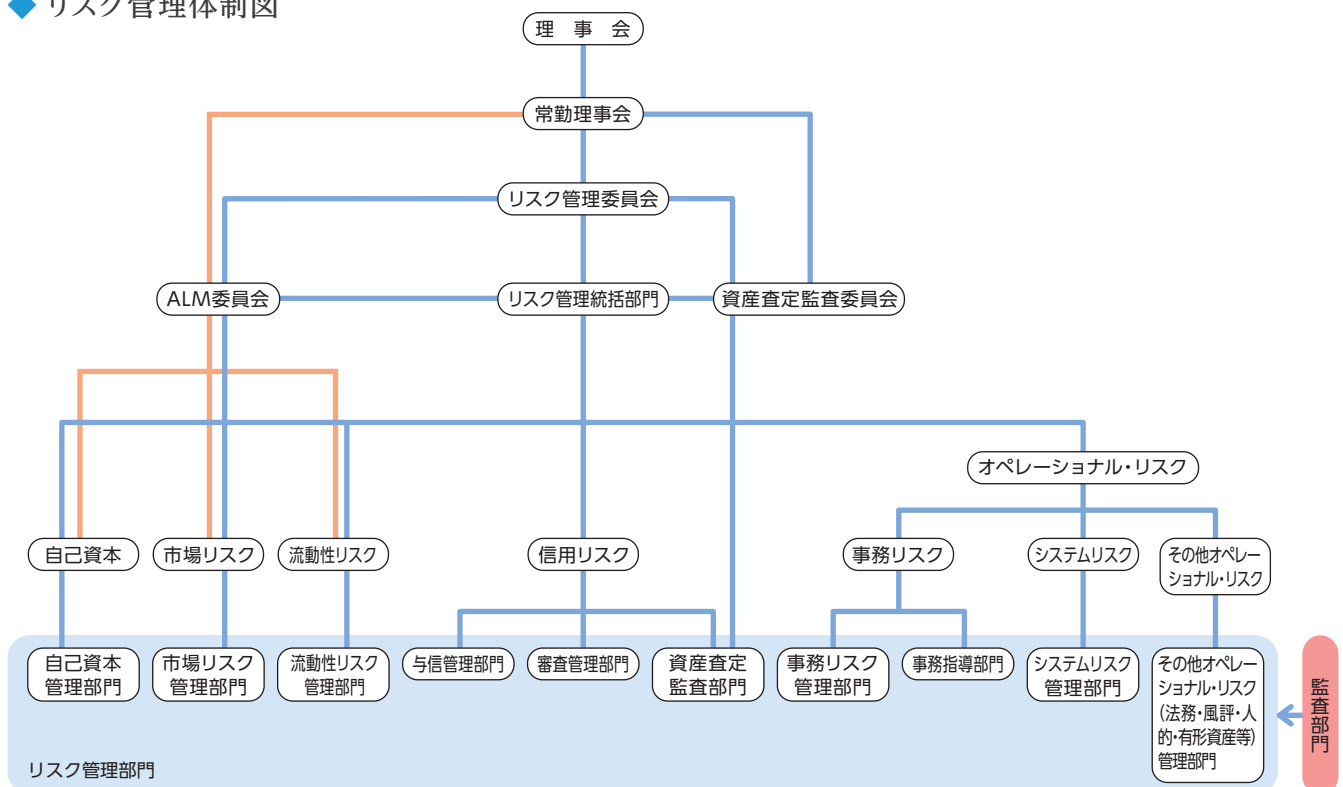 ◆ リスク管理体制図
理 事 会
常勤理事会
リスク管理委員会
ALM委員会
リスク管理統括部門
資産査定監査委員会
オペレーショナル・リスク
自己資本
市場リスク
流動性リスク
信用リスク
事務リスク
システムリスク
その他オペレー
ショナル・リスク
自己資本
管理部門
市場リスク
管理部門
流動性リスク
管理部門
与信管理部門
審査管理部門
資産査定
監査部門
事務リスク
管理部門
事務指導部門
システムリスク
管理部門
その他オペレー
ショナル・リスク
(法務・風評・人
的・有形資産等)
管理部門
監査部門
リスク管理部門